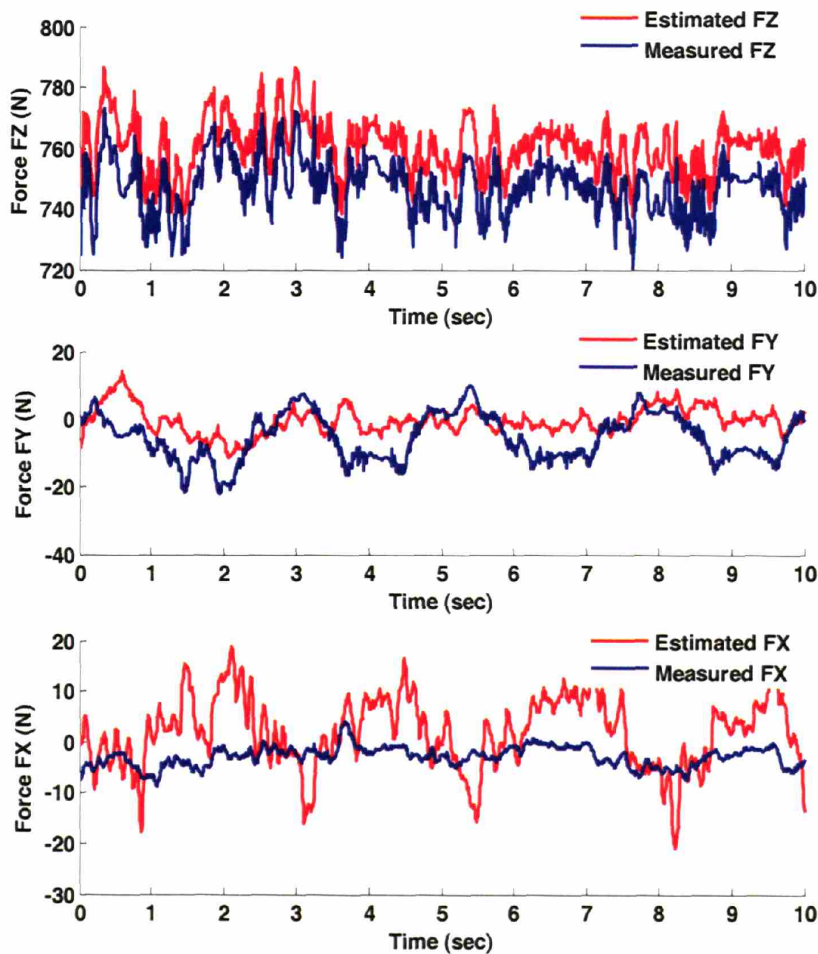 800
Estimated FZ
Measured FZ
780
760
740
720
Force FZ (N)
0 1 2 3 4 5 6 7 8 9 10
Time (sec)
20
Estimated FY
Measured FY
0
-20
-40
Force FY (N)
0 1 2 3 4 5 6 7 8 9 10
Time (sec)
20
Estimated FX
Measured FX
10
0
-10
-20
-30
Force FX (N)
0 1 2 3 4 5 6 7 8 9 10
Time (sec)